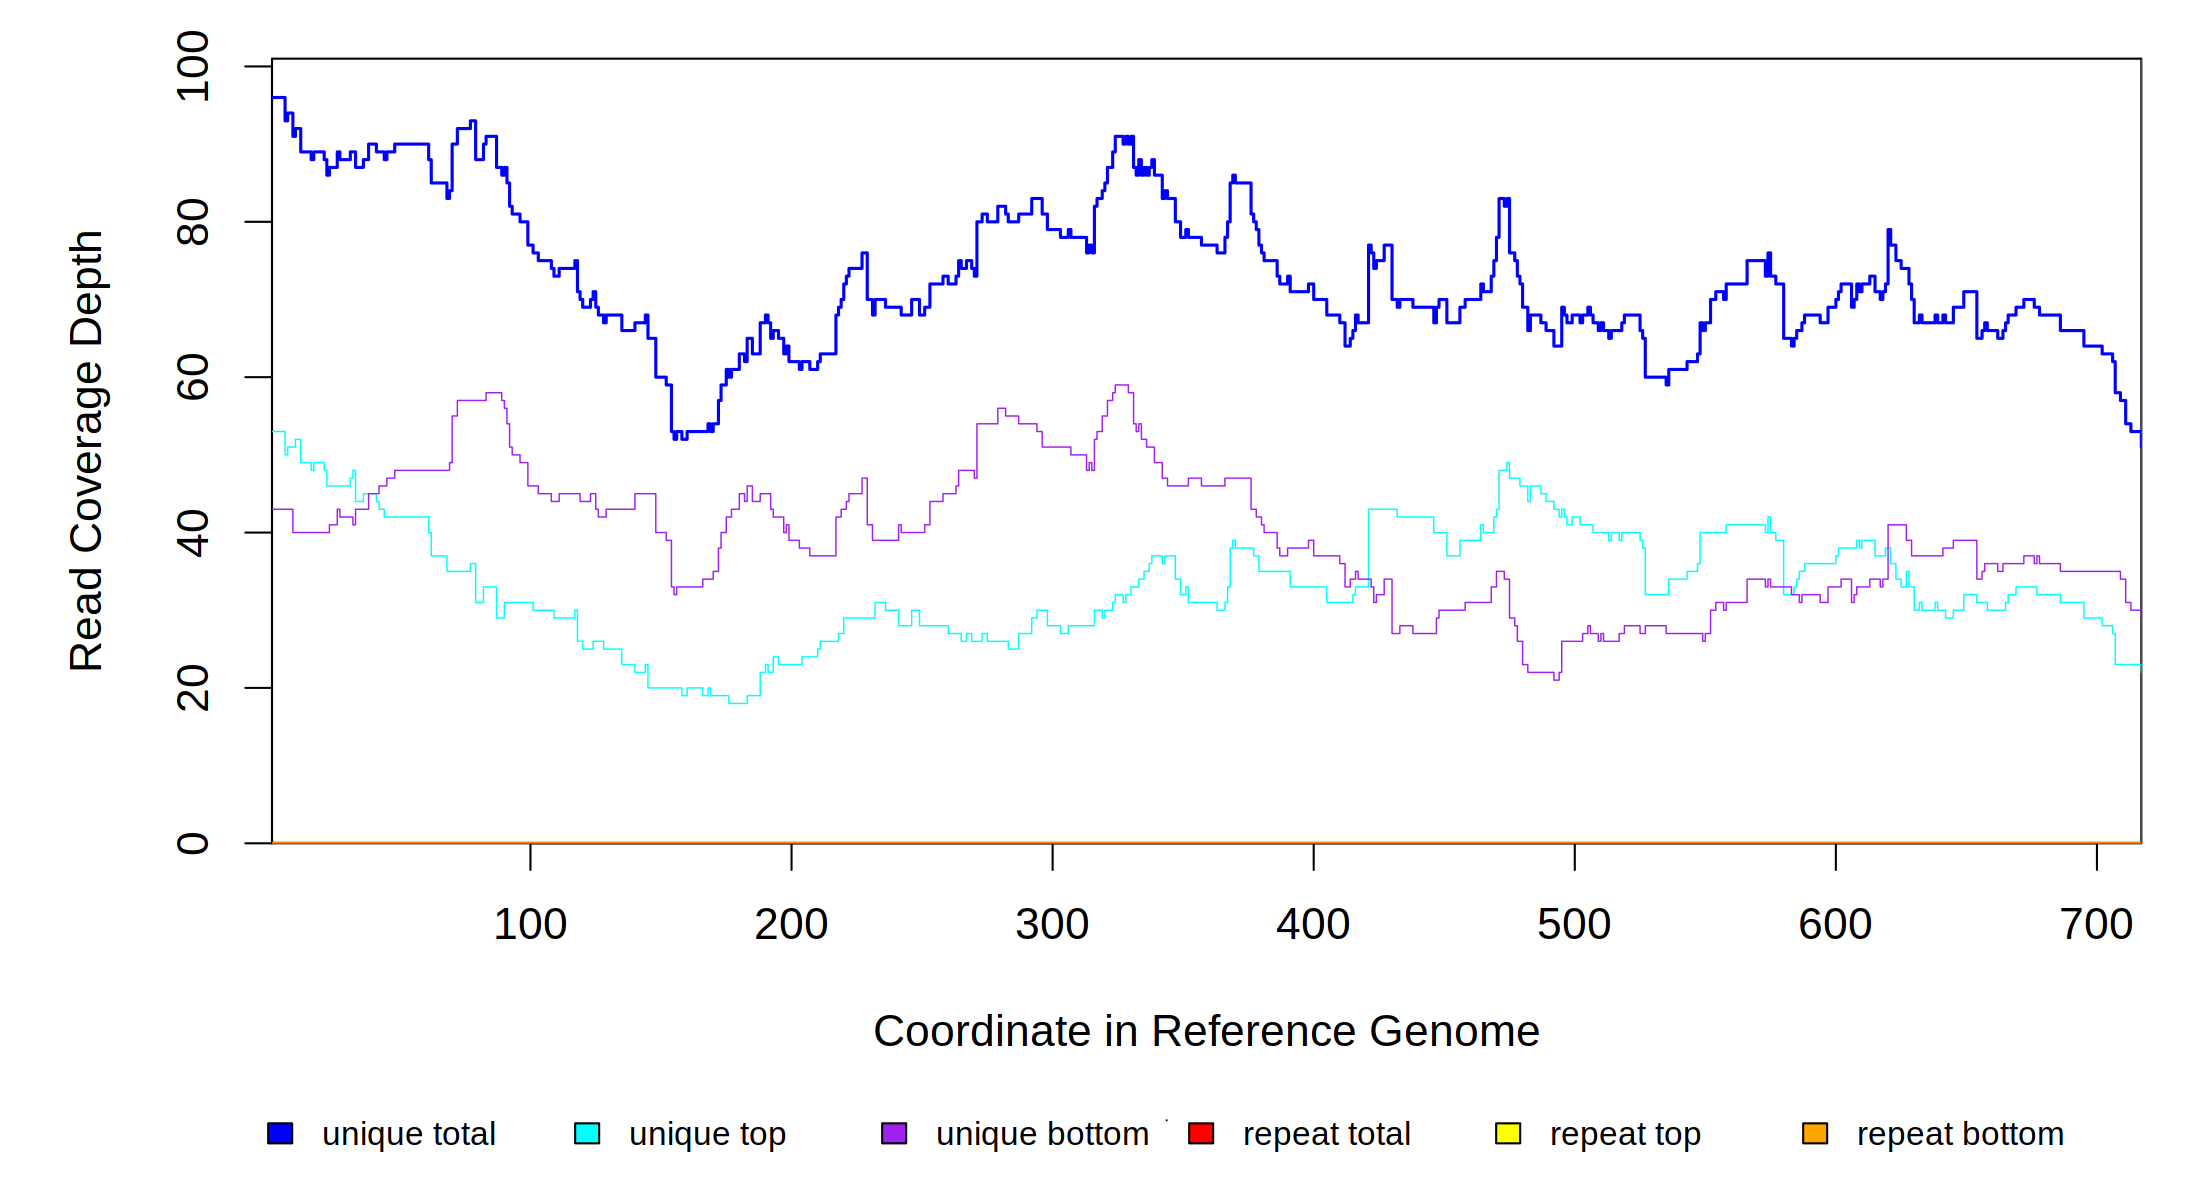 Read Coverage Depth
100
80
60
40
20
0
100 200 300 400 500 600 700
Coordinate in Reference Genome
unique total unique top unique bottom repeat total repeat top repeat bottom